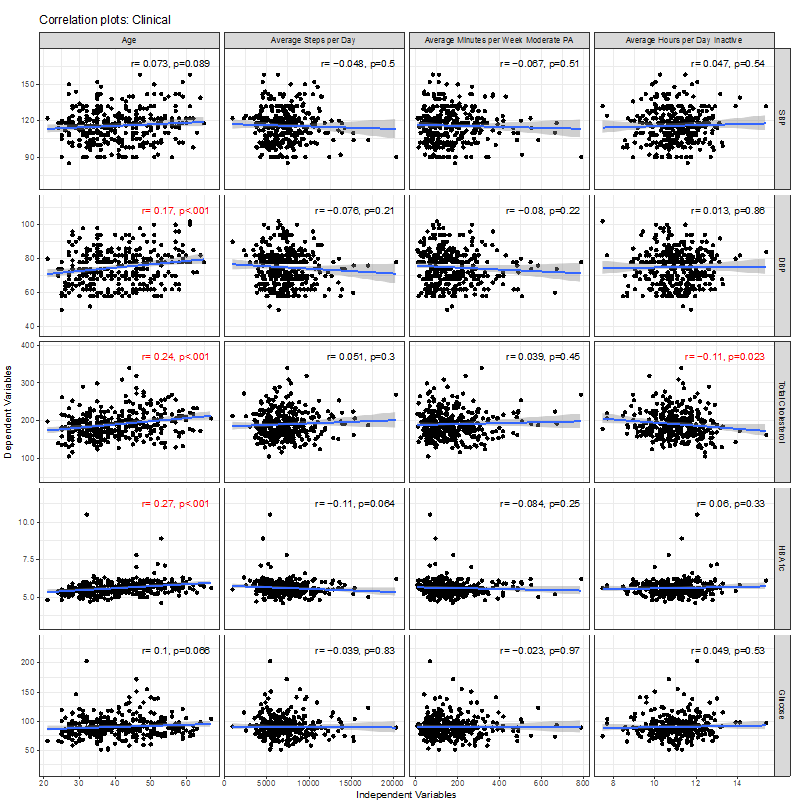 Correlation plots: Clinical
Age Average Steps per Day Average Minutes per Week Moderate PA Average Hours per Day Inactive
r= 0.073, p=0.089 r= −0.048, p=0.5 r= −0.067, p=0.51 r= 0.047, p=0.54
150
120
90
SBP
r= 0.17, p<.001 r= −0.076, p=0.21 r= −0.08, p=0.22 r= 0.013, p=0.86
100
80
60
40
DBP
r= 0.24, p<.001 r= 0.051, p=0.3 r= 0.039, p=0.45 r= −0.11, p=0.023
400
300
200
100
Total Cholesterol
Dependent Variables
r= 0.27, p<.001 r= −0.11, p=0.064 r= −0.084, p=0.25 r= 0.06, p=0.33
10.0
7.5
5.0
HBA1C
r= 0.1, p=0.066 r= −0.039, p=0.83 r= −0.023, p=0.97 r= 0.049, p=0.53
200
150
100
50
Glucose
20 30 40 50 60 0 5000 10000 15000 20000 0 200 400 600 800 8 10 12 14
Independent Variables